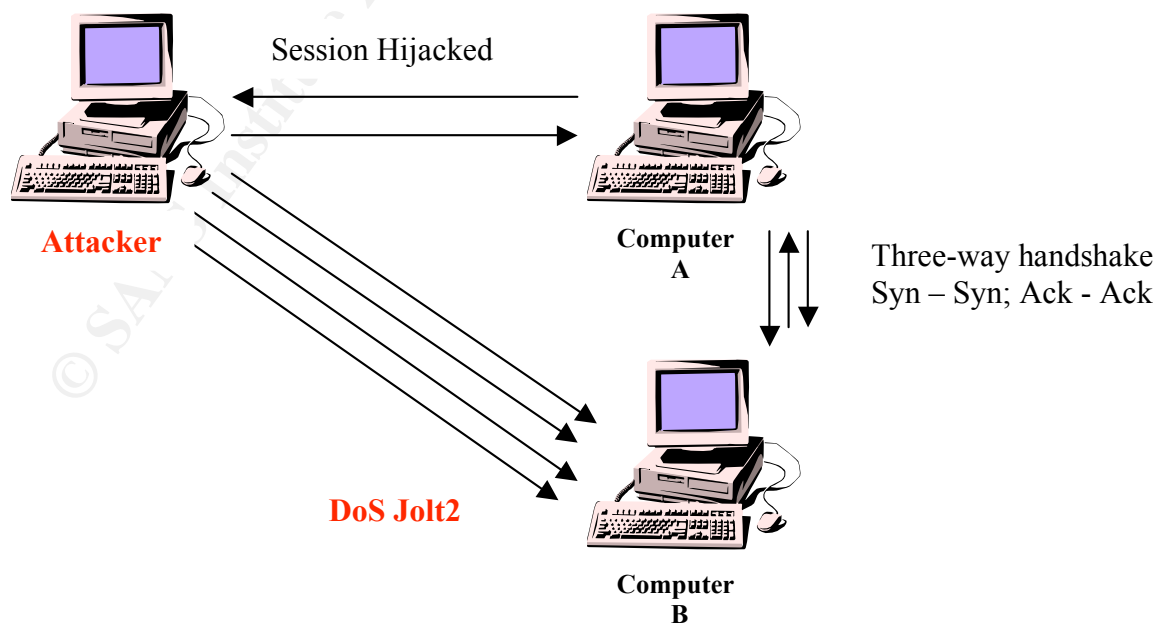 Session Hijacked
Attacker
Computer
A
Three-way handshake
Syn – Syn; Ack - Ack
DoS Jolt2
Computer
B
©